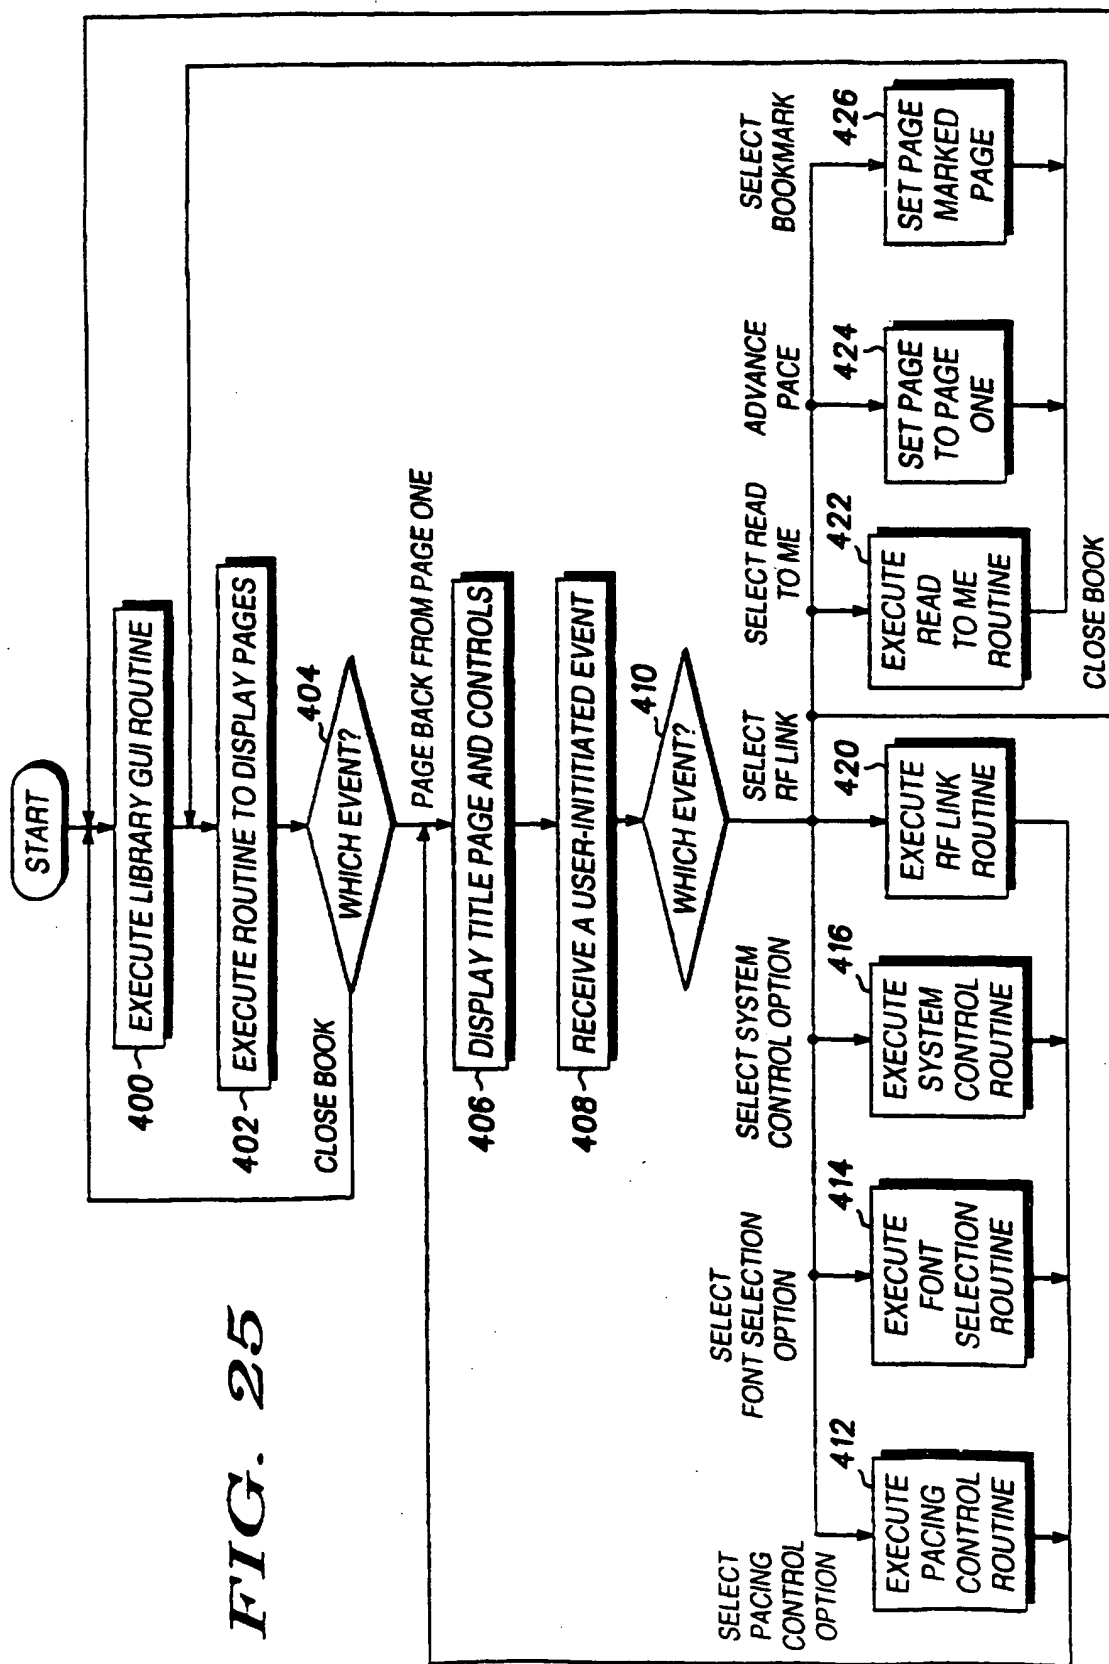 FIG. 25
START
400
EXECUTE LIBRARY GUI ROUTINE
402
EXECUTE ROUTINE TO DISPLAY PAGES
404
WHICH EVENT?
CLOSE BOOK
PAGE BACK FROM PAGE ONE
406
DISPLAY TITLE PAGE AND CONTROLS
408
RECEIVE A USER-INITITIATED EVENT
410
WHICH EVENT?
SELECT
PACING
CONTROL
OPTION
412
EXECUTE
PACING
CONTROL
ROUTINE
SELECT
FONT SELECTION
OPTION
414
EXECUTE
FONT
SELECTION
ROUTINE
SELECT SYSTEM
CONTROL OPTION
416
EXECUTE
SYSTEM
CONTROL
ROUTINE
SELECT
RF LINK
420
EXECUTE
RF LINK
ROUTINE
CLOSE BOOK
SELECT READ
TO ME
422
EXECUTE
READ
TO ME
ROUTINE
ADVANCE
PACE
424
SET PAGE
TO PAGE
ONE
SELECT
BOOKMARK
426
SET PAGE
MARKED
PAGE